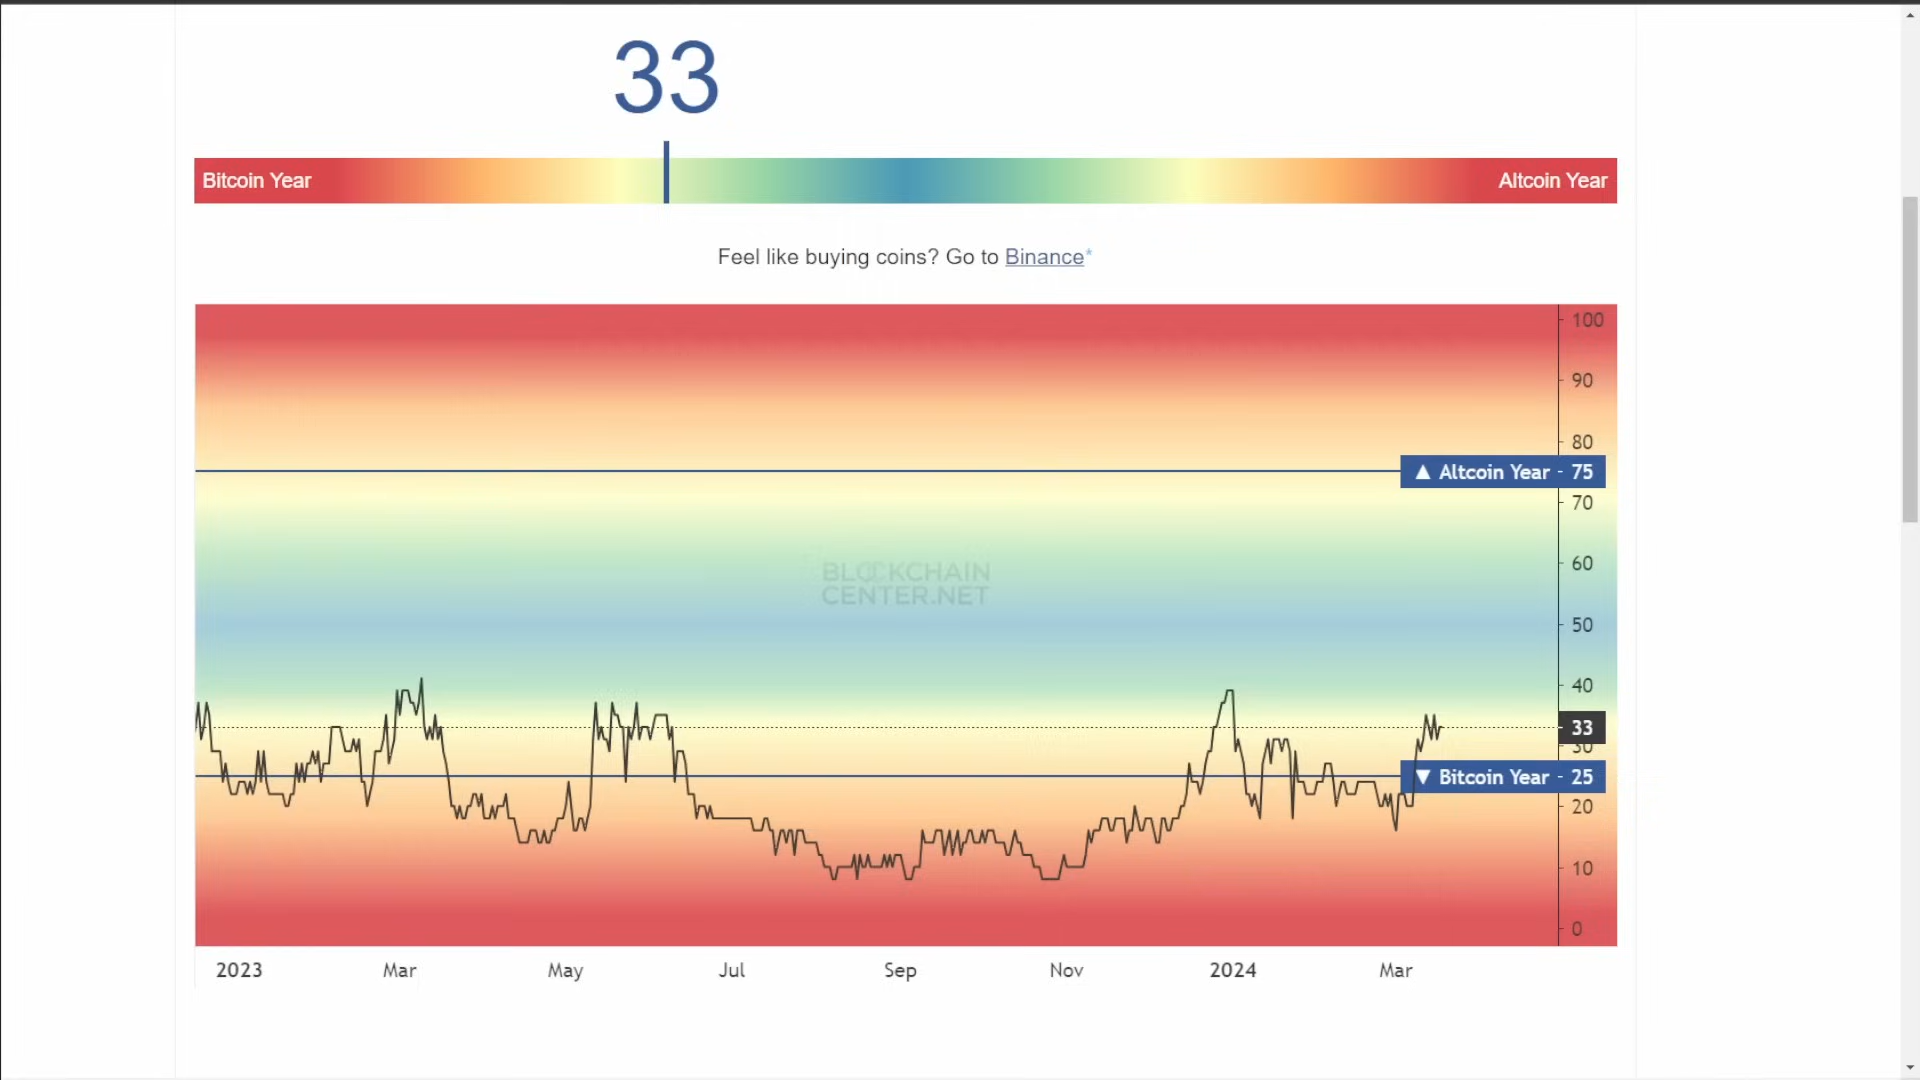 33
Bitcoin Year
Altcoin Year
Feel like buying coins? Go to Binance*
100
90
80
▲ Altcoin Year - 75
70
60
BLOCKCHAIN
CENTER.NET
50
40
33
30
▼ Bitcoin Year - 25
20
10
0
2023 Mar May Jul Sep Nov 2024 Mar